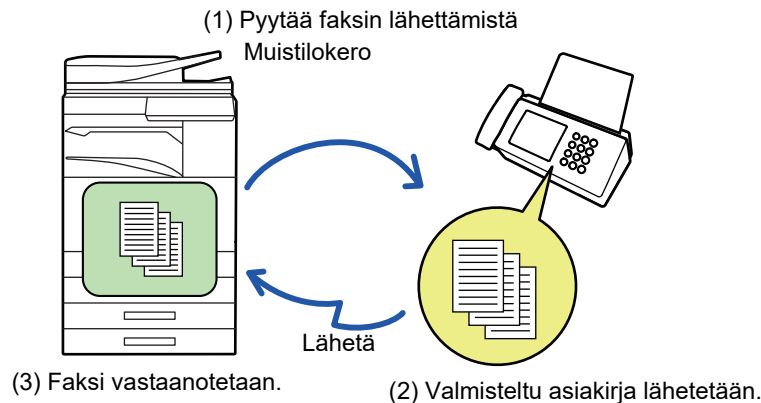 (1) Pyytää faksin lähettämistä
Muistilokero
Lähetä
(3) Faksi vastaanotetaan.
(2) Valmisteltu asiakirja lähetetään.